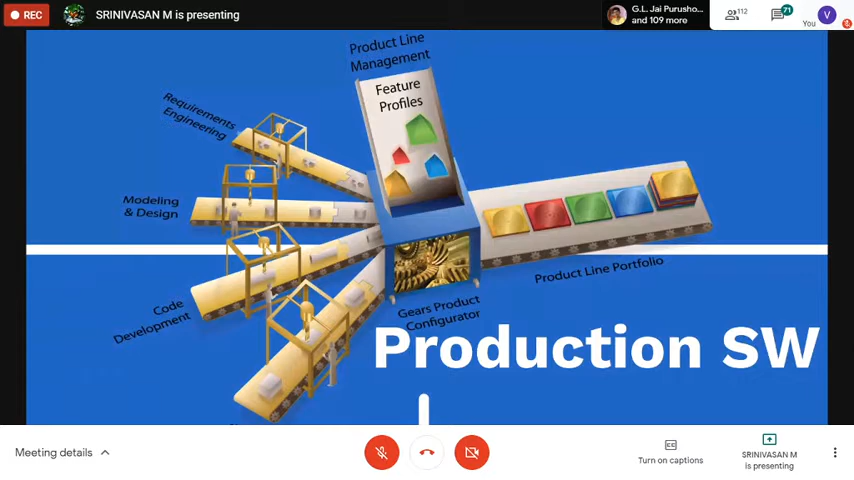 REC
SRINIVASAN M is presenting
G.L. Jai Purusho...
and 109 more
112
71
You
V
Product Line
Management
Feature
Profiles
Requirements
Engineering
Modeling
& Design
Code
Development
Gears Product
Configurator
Product Line Portfolio
Production SW
Meeting details
CC
Turn on captions
SRINIVASAN M
is presenting